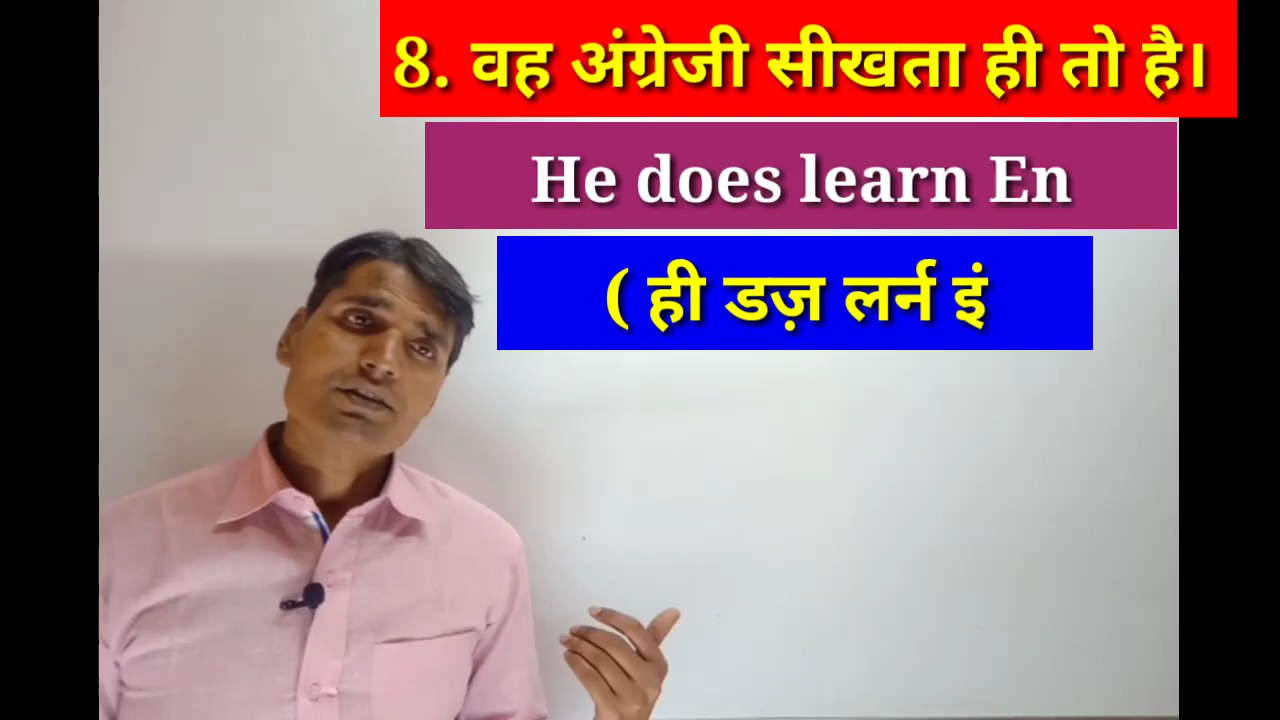 8. वह अंग्रेजी सीखता ही तो है।
He does learn En
( ही डज़ लर्न इं